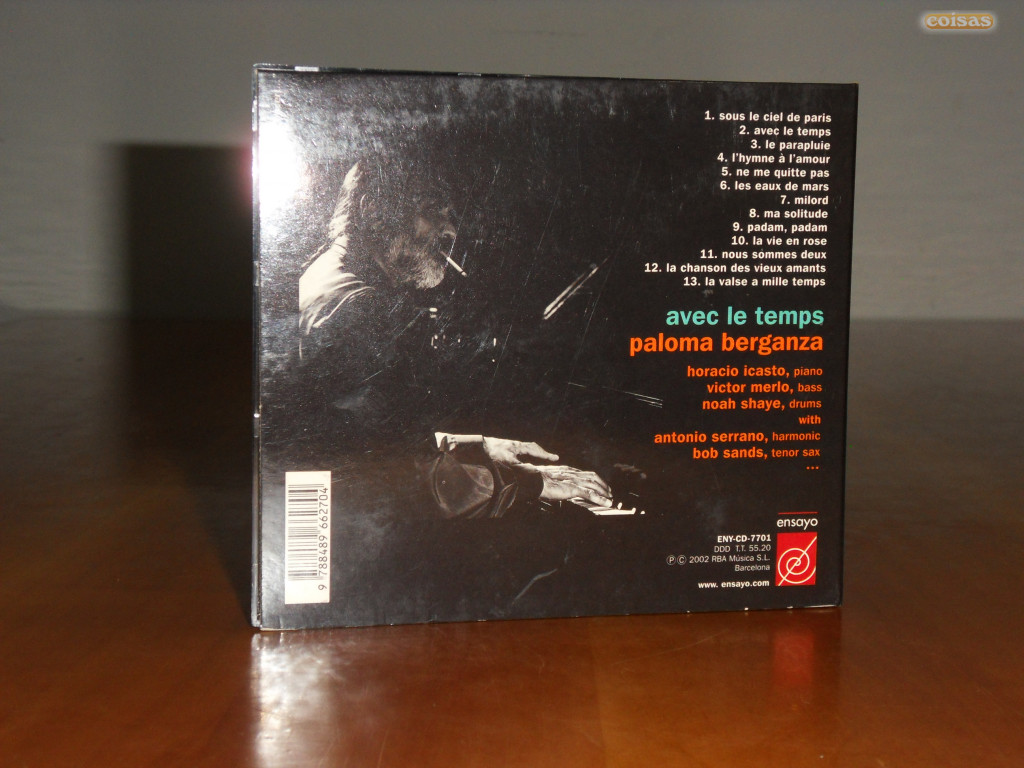 coisas
1. sous le ciel de paris
2. avec le temps
3. le parapluie
4. l'hymne à l'amour
5. ne me quitte pas
6. les eaux de mars
7. milord
8. ma solitude
9. padam, padam
10. la vie en rose
11. nous sommes deux
12. la chanson des vieux amants
13. la valse a mille temps
avec le temps
paloma berganza
horacio icasto, piano
victor merlo, bass
noah shaye, drums
with
antonio serrano, harmonic
bob sands, tenor sax
...
ensayo
ENY-CD-7701
DDD T.T. 55.20
Ⓟ Ⓒ 2002 RBA Música S.L.
Barcelona
www. ensayo.com
9 788489 662704